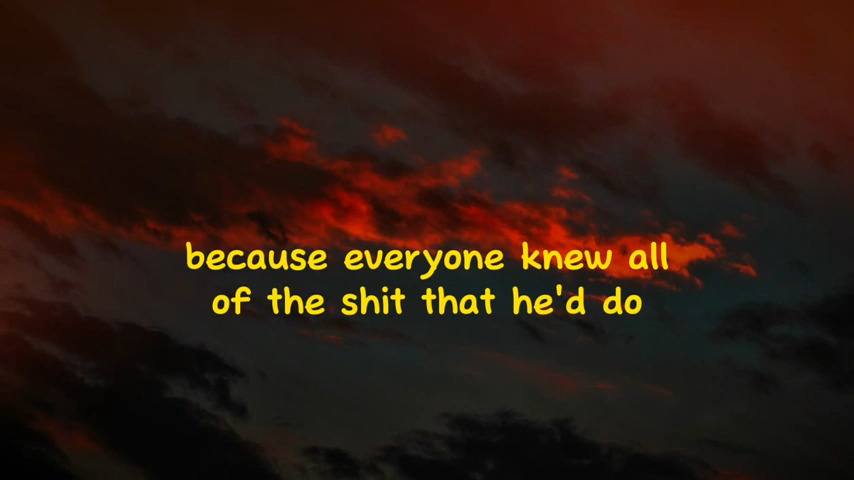 because everyone knew all
of the shit that he'd do